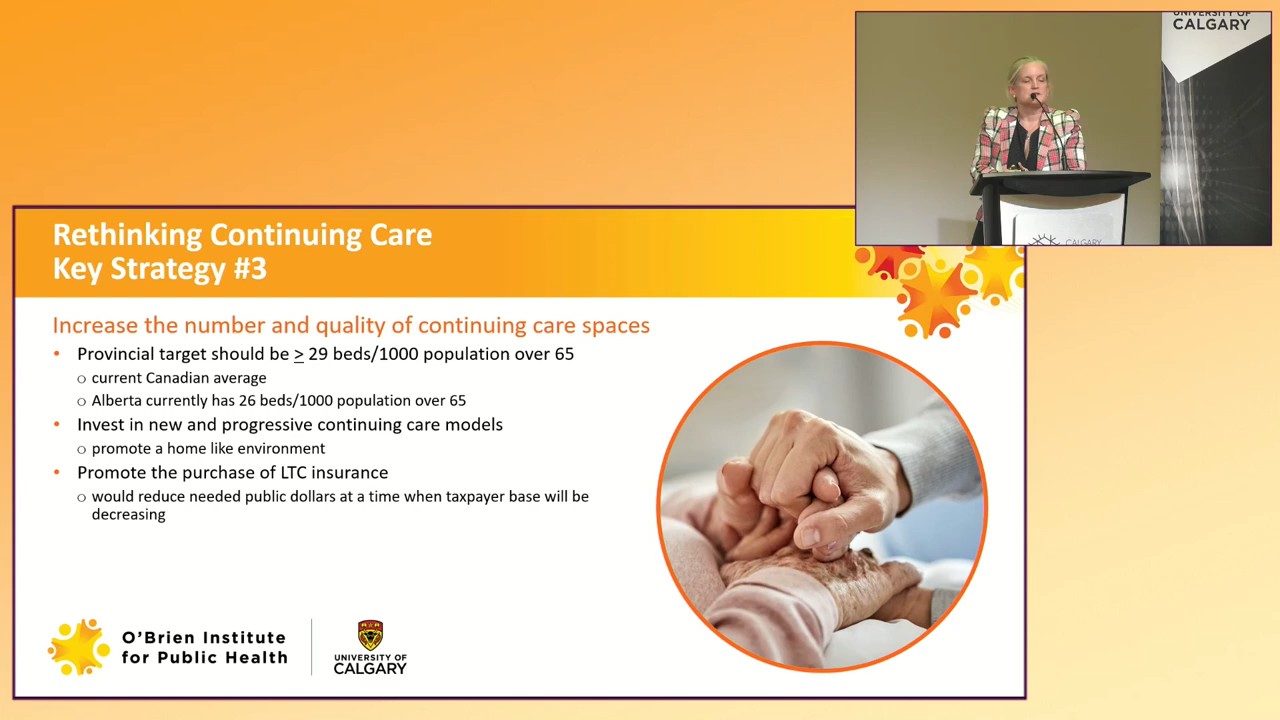 UNIVERSITY OF
CALGARY
CALGARY
Rethinking Continuing Care
Key Strategy #3
Increase the number and quality of continuing care spaces
• Provincial target should be > 29 beds/1000 population over 65
o current Canadian average
o Alberta currently has 26 beds/1000 population over 65
• Invest in new and progressive continuing care models
o promote a home like environment
• Promote the purchase of LTC insurance
o would reduce needed public dollars at a time when taxpayer base will be
decreasing
O'Brien Institute
for Public Health
UNIVERSITY OF
CALGARY